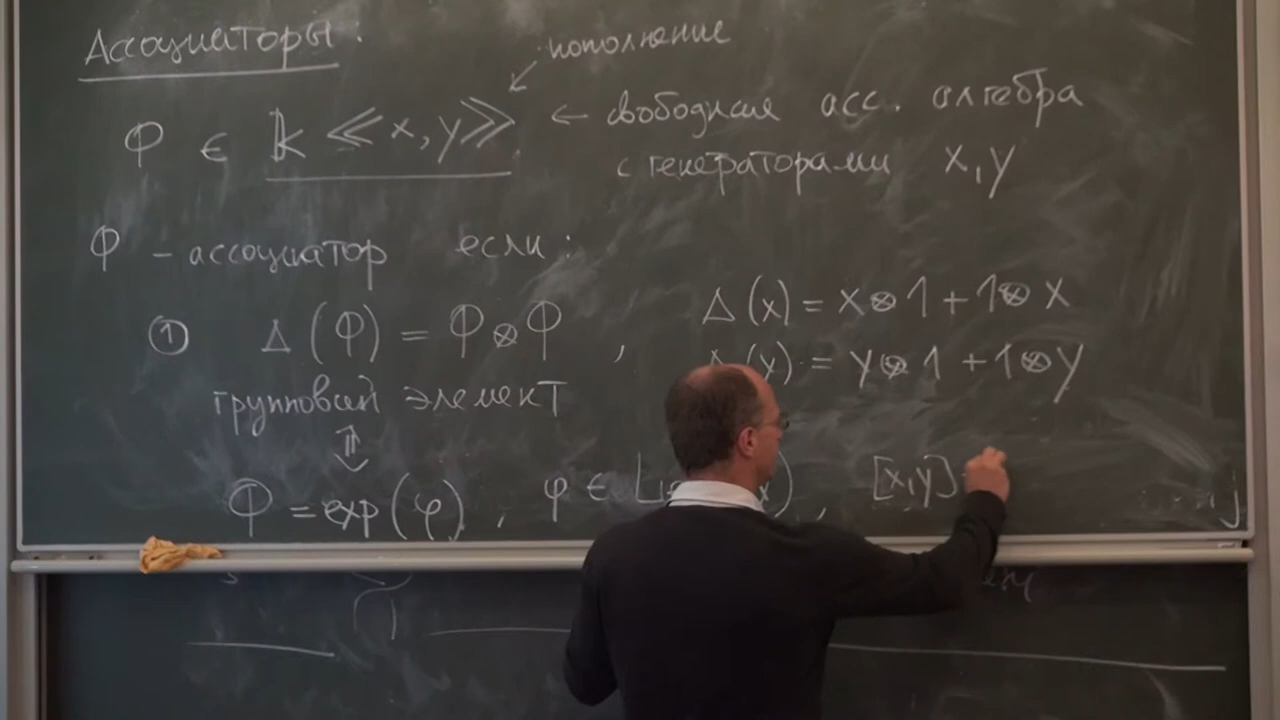 Ассоциаторы:
пополнение
Φ ∈ 𝕜 ≪x,y≫ ← свободная асс. алгебра
с генераторами x,y
Φ – ассоциатор если:
① Δ(Φ) = Φ⊗Φ , Δ(x) = x⊗1 + 1⊗x
(y) = y⊗1 + 1⊗y
групповой элемент
⇕
Φ = exp(φ) , φ ∈ Lie x) , [x,y]